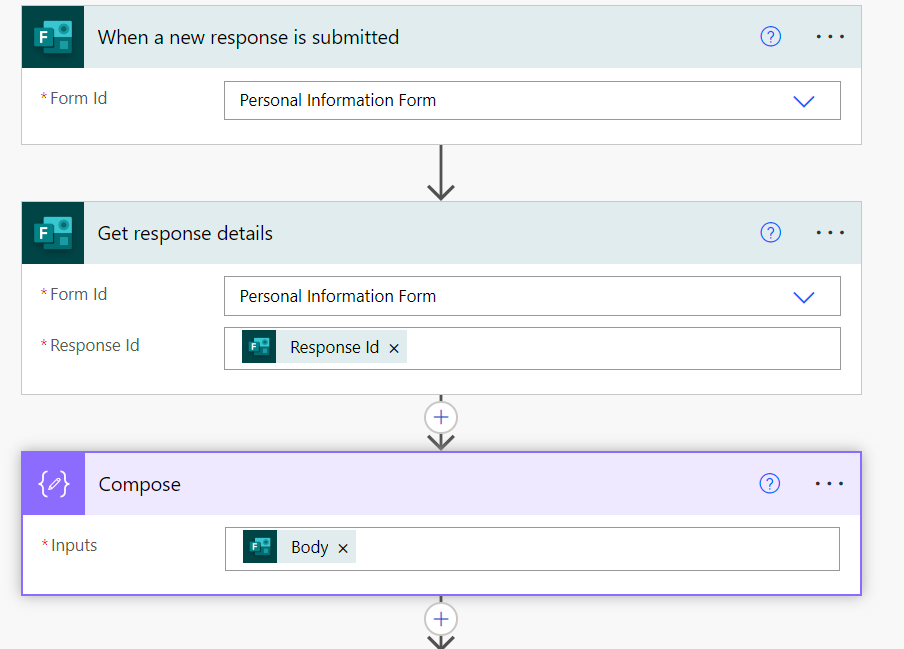 F
When a new response is submitted
?
*Form Id
Personal Information Form
F
Get response details
?
*Form Id
Personal Information Form
*Response Id
F
Response Id ×
+
Compose
?
*Inputs
F
Body ×
+